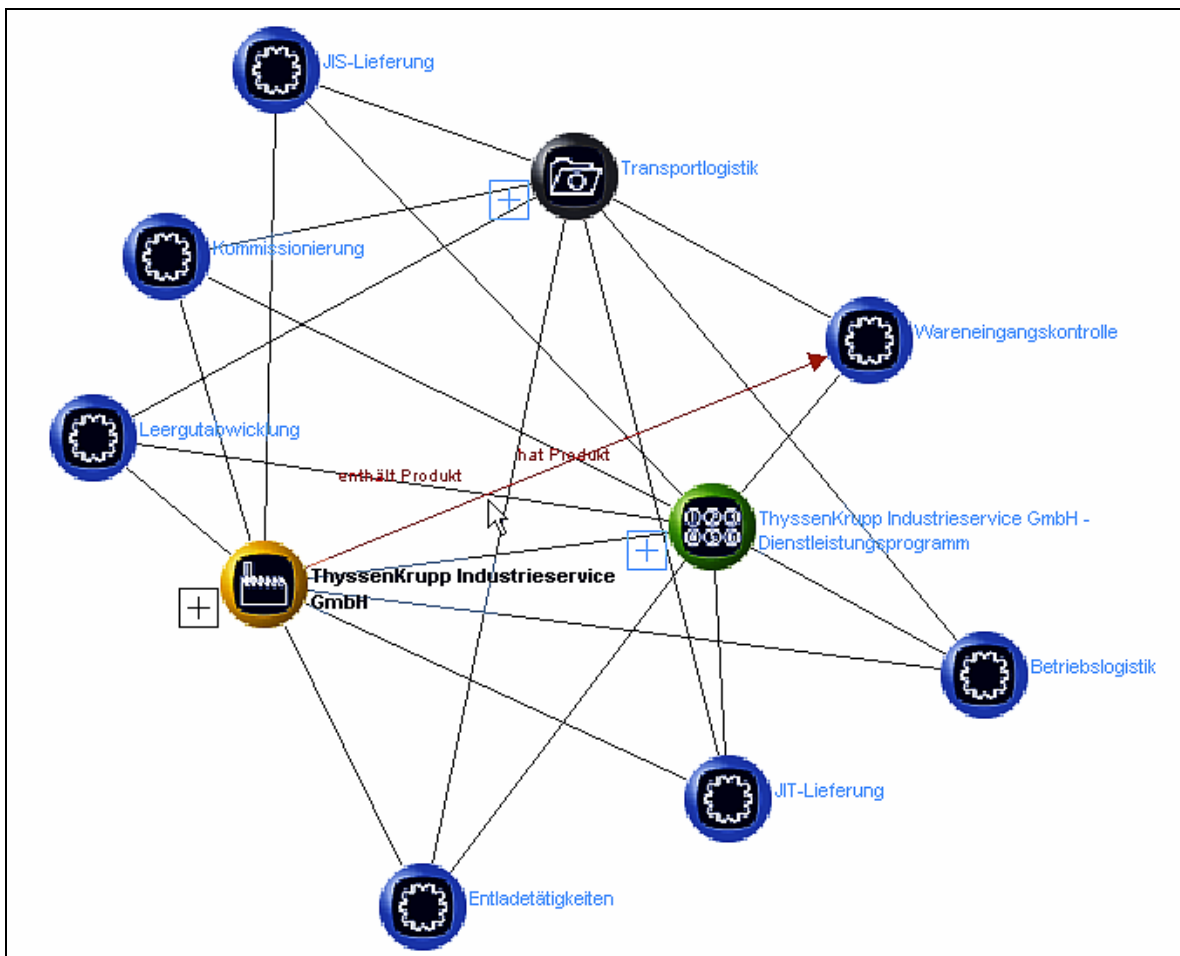 JIS-Lieferung
Transportlogistik
Kommissionierung
Wareneingangskontrolle
Leergutabwicklung
hat Produkt
enthält Produkt
ThyssenKrupp Industrieservice GmbH -
Dienstleistungsprogramm
ThyssenKrupp Industrieservice
GmbH
Betriebslogistik
JIT-Lieferung
Entladetätigkeiten